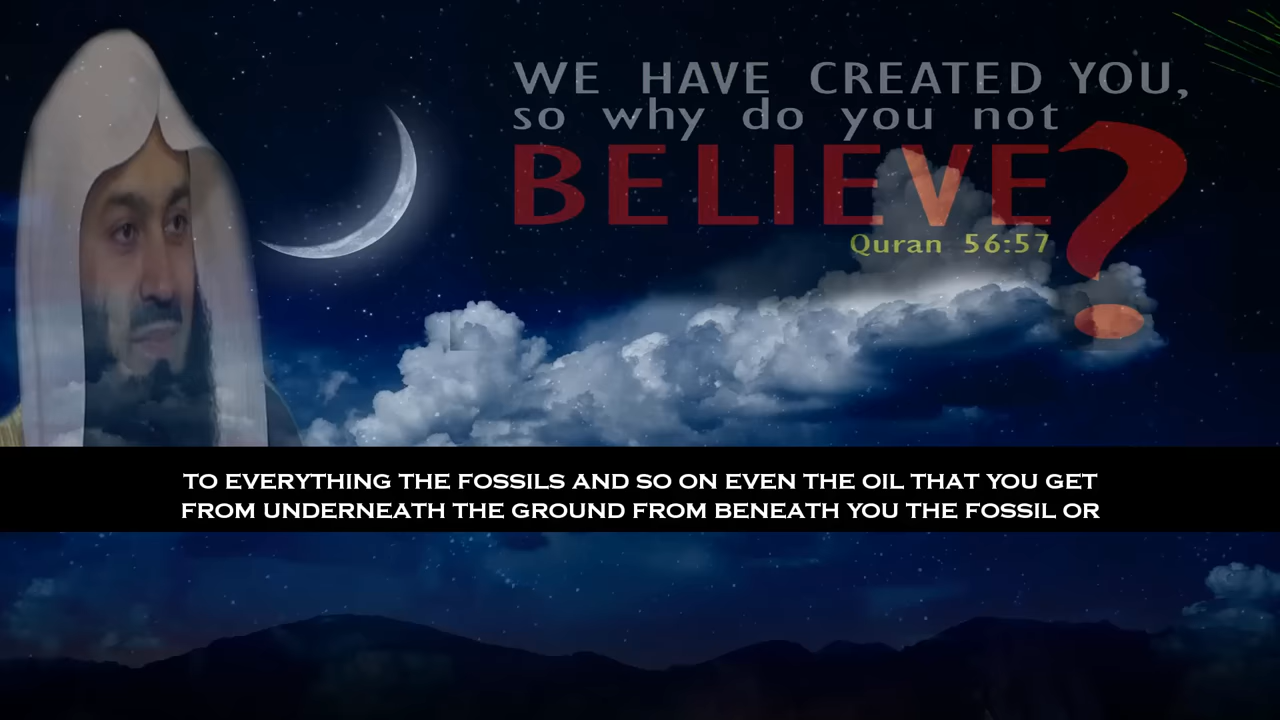 WE HAVE CREATED YOU,
so why do you not
BELIEVE?
Quran 56:57
TO EVERYTHING THE FOSSILS AND SO ON EVEN THE OIL THAT YOU GET
FROM UNDERNEATH THE GROUND FROM BENEATH YOU THE FOSSIL OR